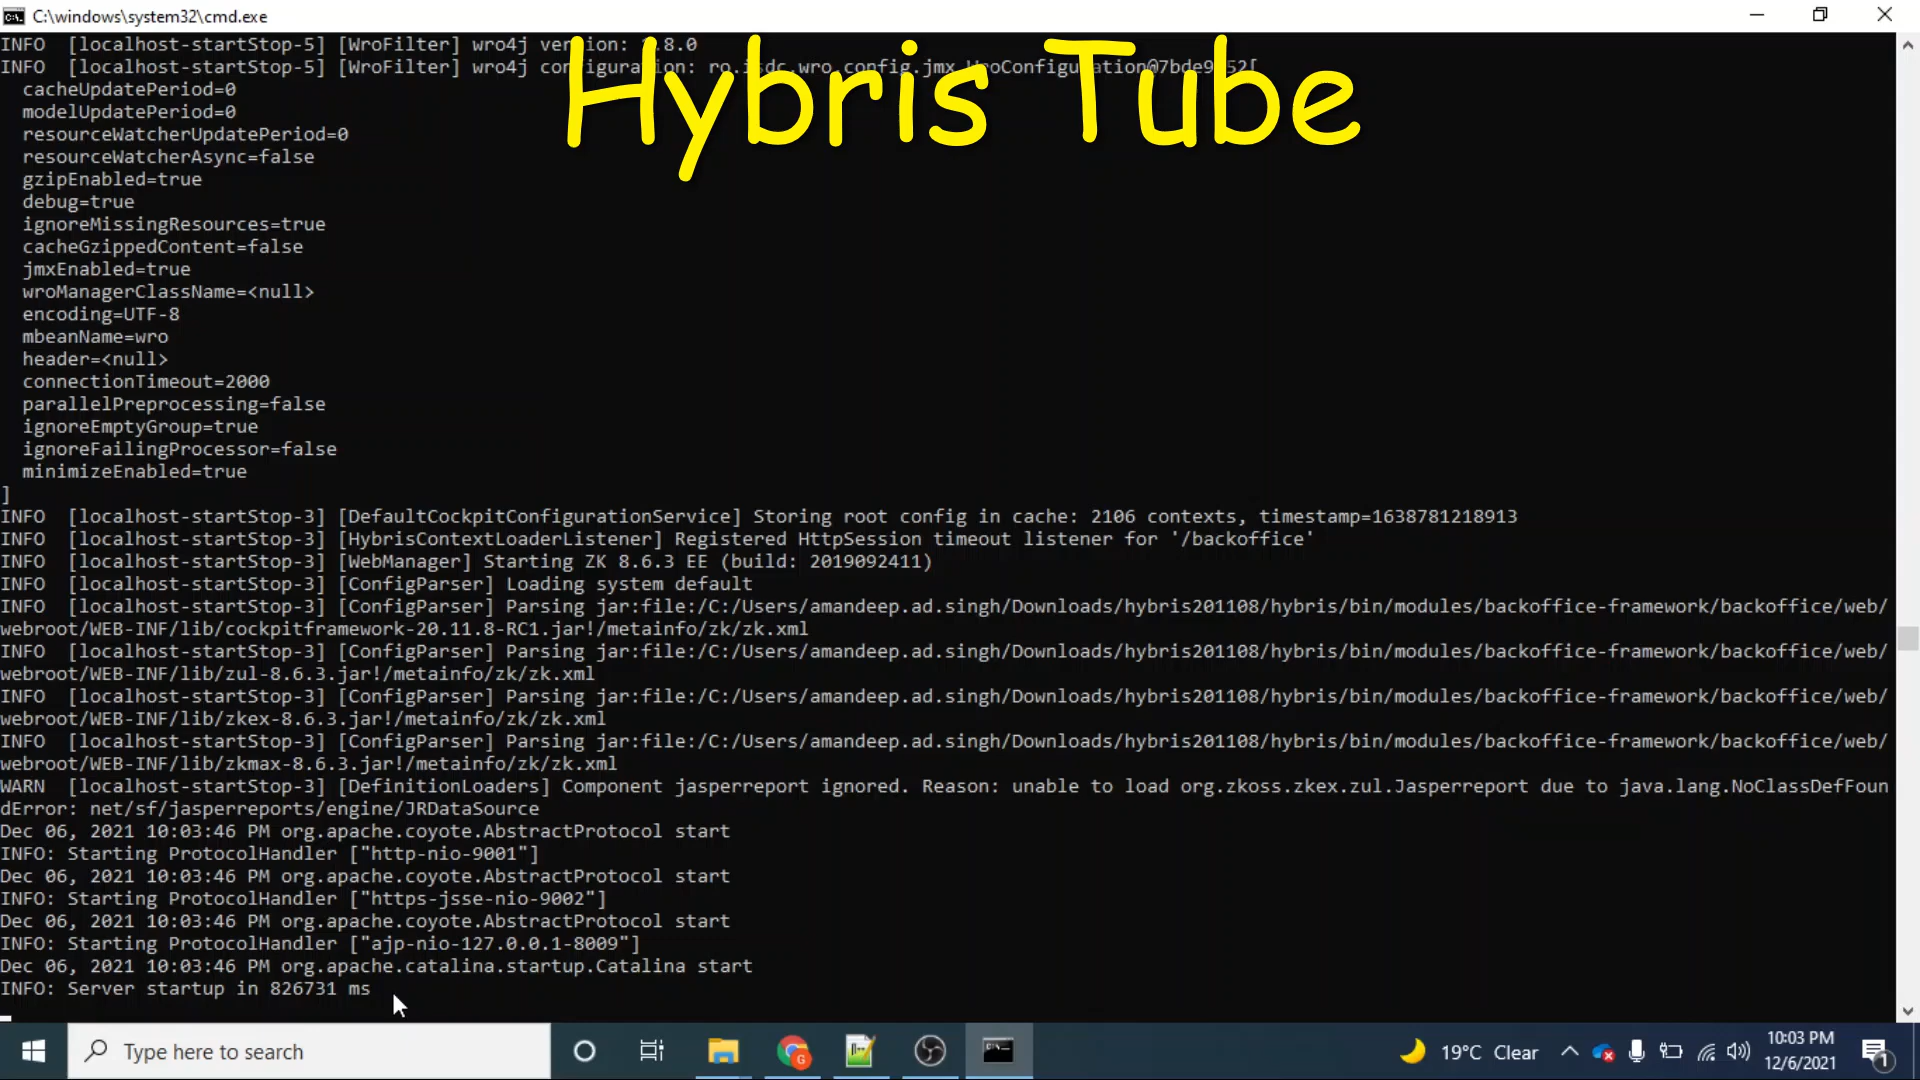 C:\windows\system32\cmd.exe
Hybris Tube
INFO  [localhost-startStop-5] [WroFilter] wro4j version: .8.0
INFO  [localhost-startStop-5] [WroFilter] wro4j configuration:
  cacheUpdatePeriod=0
  modelUpdatePeriod=0
  resourceWatcherUpdatePeriod=0
  resourceWatcherAsync=false
  gzipEnabled=true
  debug=true
  ignoreMissingResources=true
  cacheGzippedContent=false
  jmxEnabled=true
  wroManagerClassName=<null>
  encoding=UTF-8
  mbeanName=wro
  header=<null>
  connectionTimeout=2000
  parallelPreprocessing=false
  ignoreEmptyGroup=true
  ignoreFailingProcessor=false
  minimizeEnabled=true
]
INFO  [localhost-startStop-3] [DefaultCockpitConfigurationService] Storing root config in cache: 2106 contexts, timestamp=1638781218913
INFO  [localhost-startStop-3] [HybrisContextLoaderListener] Registered HttpSession timeout listener for '/backoffice'
INFO  [localhost-startStop-3] [WebManager] Starting ZK 8.6.3 EE (build: 2019092411)
INFO  [localhost-startStop-3] [ConfigParser] Loading system default
INFO  [localhost-startStop-3] [ConfigParser] Parsing jar:file:/C:/Users/amandeep.ad.singh/Downloads/hybris201108/hybris/bin/modules/backoffice-framework/backoffice/web/
webroot/WEB-INF/lib/cockpitframework-20.11.8-RC1.jar!/metainfo/zk/zk.xml
INFO  [localhost-startStop-3] [ConfigParser] Parsing jar:file:/C:/Users/amandeep.ad.singh/Downloads/hybris201108/hybris/bin/modules/backoffice-framework/backoffice/web/
webroot/WEB-INF/lib/zul-8.6.3.jar!/metainfo/zk/zk.xml
INFO  [localhost-startStop-3] [ConfigParser] Parsing jar:file:/C:/Users/amandeep.ad.singh/Downloads/hybris201108/hybris/bin/modules/backoffice-framework/backoffice/web/
webroot/WEB-INF/lib/zkex-8.6.3.jar!/metainfo/zk/zk.xml
INFO  [localhost-startStop-3] [ConfigParser] Parsing jar:file:/C:/Users/amandeep.ad.singh/Downloads/hybris201108/hybris/bin/modules/backoffice-framework/backoffice/web/
webroot/WEB-INF/lib/zkmax-8.6.3.jar!/metainfo/zk/zk.xml
WARN  [localhost-startStop-3] [DefinitionLoaders] Component jasperreport ignored. Reason: unable to load org.zkoss.zkex.zul.Jasperreport due to java.lang.NoClassDefFoun
dError: net/sf/jasperreports/engine/JRDataSource
Dec 06, 2021 10:03:46 PM org.apache.coyote.AbstractProtocol start
INFO: Starting ProtocolHandler ["http-nio-9001"]
Dec 06, 2021 10:03:46 PM org.apache.coyote.AbstractProtocol start
INFO: Starting ProtocolHandler ["https-jsse-nio-9002"]
Dec 06, 2021 10:03:46 PM org.apache.coyote.AbstractProtocol start
INFO: Starting ProtocolHandler ["ajp-nio-127.0.0.1-8009"]
Dec 06, 2021 10:03:46 PM org.apache.catalina.startup.Catalina start
INFO: Server startup in 826731 ms
Type here to search
19°C Clear
10:03 PM
12/6/2021
1